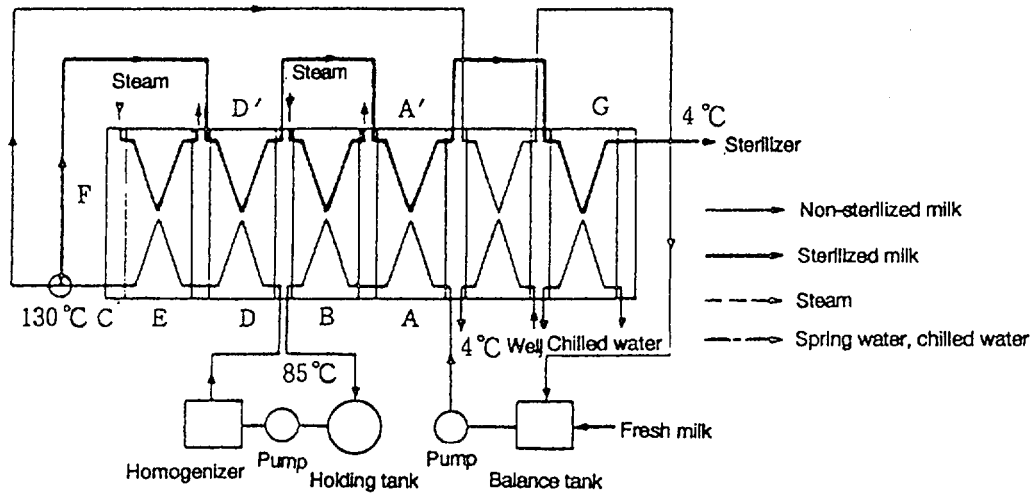 Steam
D′
Steam
A′
G
4 °C
Sterilizer
F
Non-sterilized milk
Sterilized milk
Steam
Spring water, chilled water
130 °C
C
E
D
B
A
4 °C
Well
Chilled water
85 °C
Homogenizer
Pump
Holding tank
Pump
Balance tank
Fresh milk